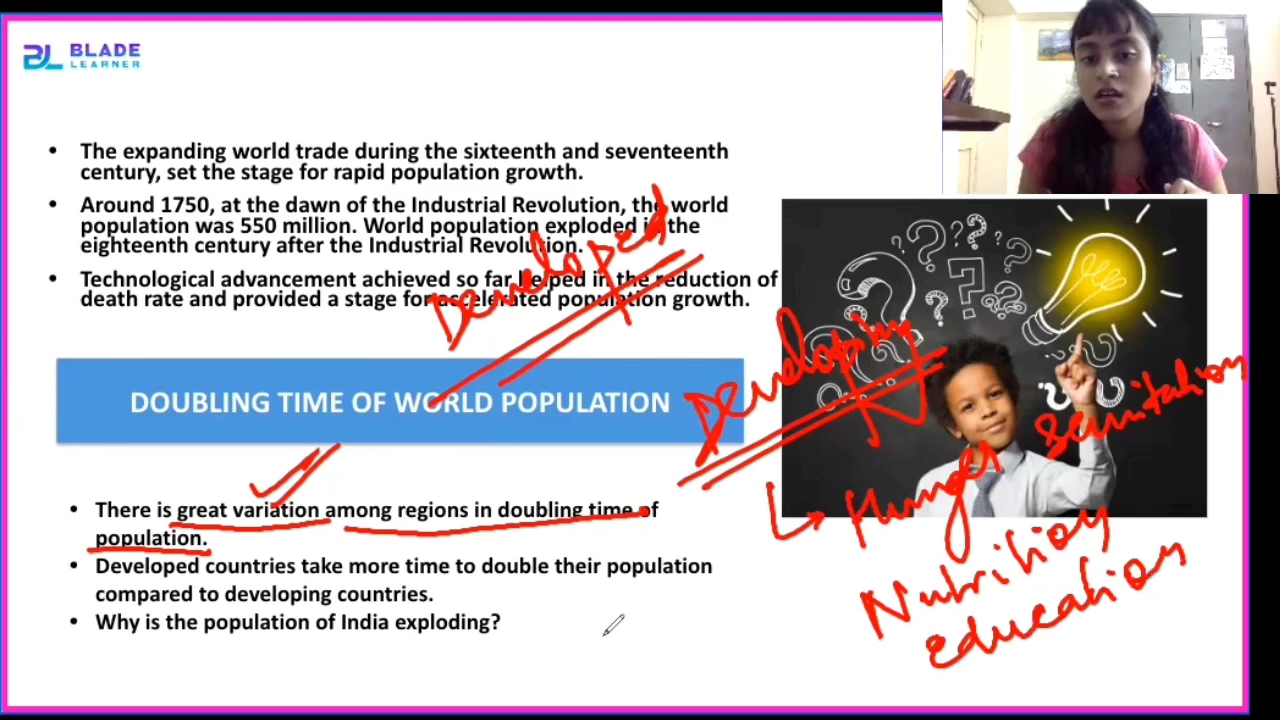 BLADE
LEARNER
• The expanding world trade during the sixteenth and seventeenth
century, set the stage for rapid population growth.
• Around 1750, at the dawn of the Industrial Revolution, the world
population was 550 million. World population exploded in the
eighteenth century after the Industrial Revolution.
• Technological advancement achieved so far helped in the reduction of
death rate and provided a stage for accelerated population growth.
Developed
DOUBLING TIME OF WORLD POPULATION
Developing
• There is great variation among regions in doubling time of
population.
• Developed countries take more time to double their population
compared to developing countries.
• Why is the population of India exploding?
Hunger
Nutrition
education